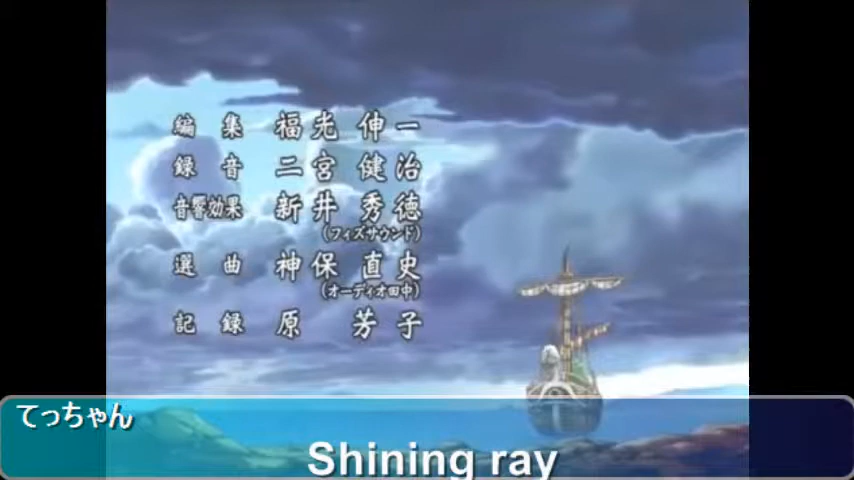 編 集 福光 伸一
録 音 二宮 健治
音響効果 新井 秀徳
(フィズサウンド)
選 曲 神保 直史
(オーディオ田中)
記 録 原 芳子
てっちゃん
Shining ray